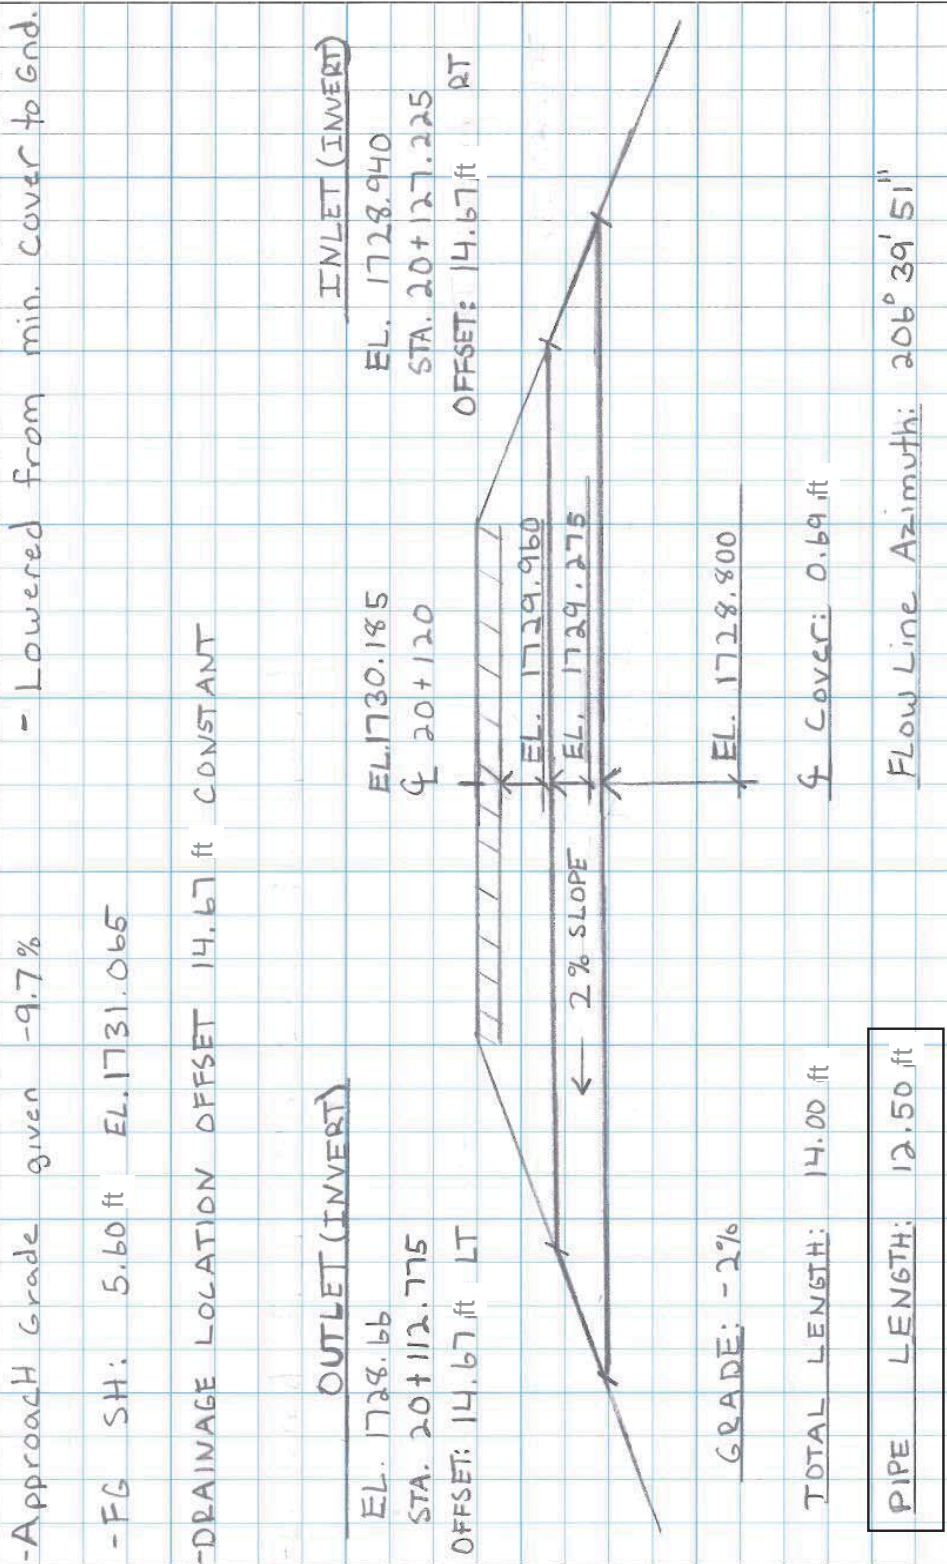 -Approach Grade given -9.7%
- Lowered from min. Cover to Gnd.
-FG SH: 5.60 ft EL.1731.065
-DRAINAGE LOCATION OFFSET 14.67 ft CONSTANT
OUTLET (INVERT)
EL. 1728.66
STA. 20+112.775
OFFSET: 14.67 ft LT
EL.1730.185
℄ 20+120
INLET (INVERT)
EL. 1728.940
STA. 20+127.225
OFFSET: 14.67 ft RT
EL. 1729.960
EL. 1729.275
← 2% SLOPE
EL. 1728.800
GRADE: -2%
℄ Cover: 0.69 ft
TOTAL LENGTH: 14.00 ft
Flow Line Azimuth: 206° 39' 51"
PIPE LENGTH: 12.50 ft